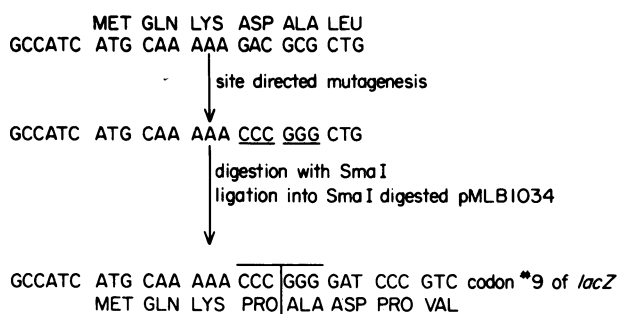 MET GLN LYS ASP ALA LEU
GCCATC ATG CAA AAA GAC GCG CTG
site directed mutagenesis
GCCATC ATG CAA AAA CCC GGG CTG
digestion with SmaI
ligation into SmaI digested pMLB1034
GCCATC ATG CAA AAA CCC GGG GAT CCC GTC codon #9 of lacZ
MET GLN LYS PRO ALA ASP PRO VAL